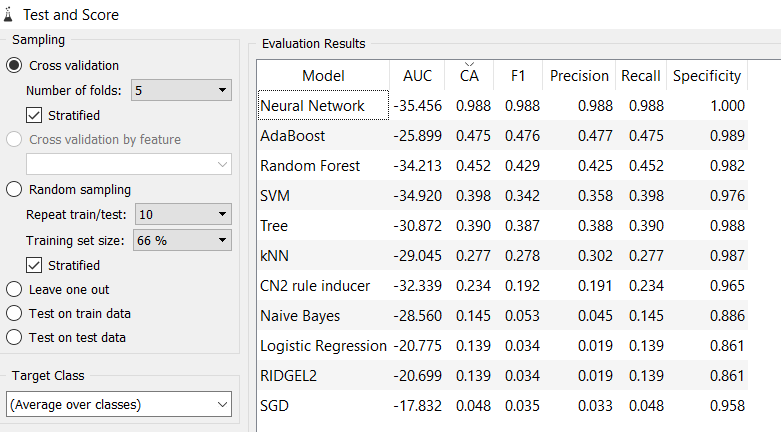 Test and Score
Sampling
Cross validation
Number of folds: 5
Stratified
Cross validation by feature
Random sampling
Repeat train/test: 10
Training set size: 66 %
Stratified
Leave one out
Test on train data
Test on test data
Target Class
(Average over classes)
Evaluation Results
Model AUC CA F1 Precision Recall Specificity
Neural Network -35.456 0.988 0.988 0.988 0.988 1.000
AdaBoost -25.899 0.475 0.476 0.477 0.475 0.989
Random Forest -34.213 0.452 0.429 0.425 0.452 0.982
SVM -34.920 0.398 0.342 0.358 0.398 0.976
Tree -30.872 0.390 0.387 0.388 0.390 0.988
kNN -29.045 0.277 0.278 0.302 0.277 0.987
CN2 rule inducer -32.339 0.234 0.192 0.191 0.234 0.965
Naive Bayes -28.560 0.145 0.053 0.045 0.145 0.886
Logistic Regression -20.775 0.139 0.034 0.019 0.139 0.861
RIDGEL2 -20.699 0.139 0.034 0.019 0.139 0.861
SGD -17.832 0.048 0.035 0.033 0.048 0.958